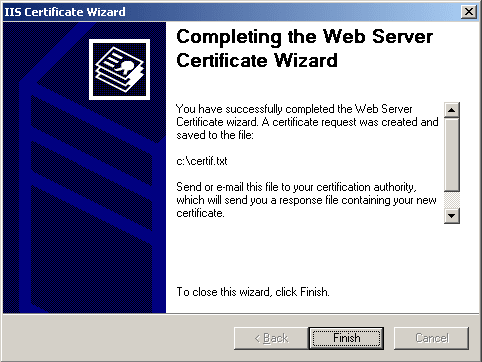 IIS Certificate Wizard
Completing the Web Server
Certificate Wizard
You have successfully completed the Web Server
Certificate wizard. A certificate request was created and
saved to the file:
c:\certif.txt
Send or e-mail this file to your certification authority,
which will send you a response file containing your new
certificate.
To close this wizard, click Finish.
< Back
Finish
Cancel